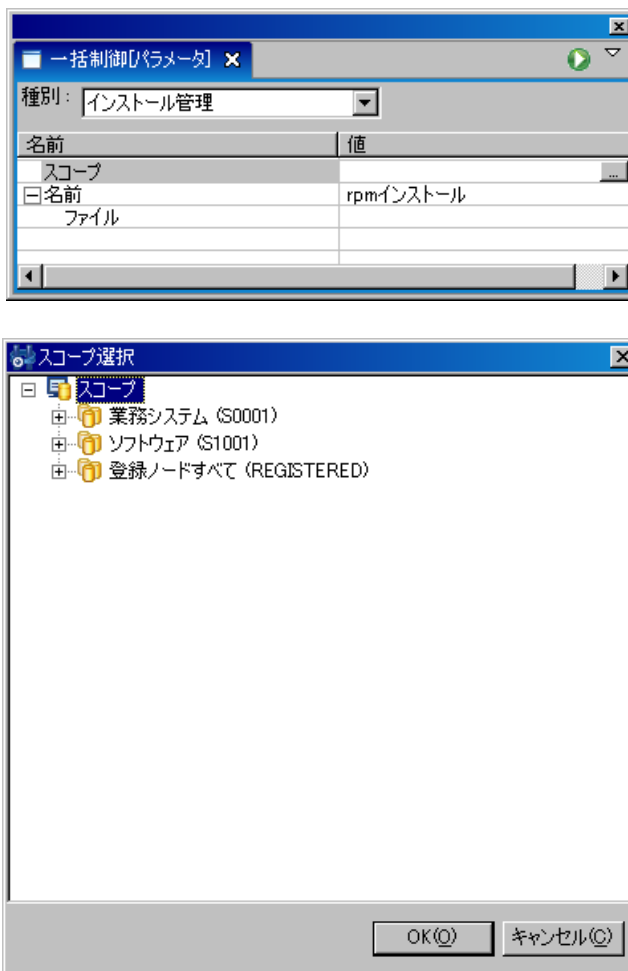 一括制御[パラメータ]
種別： インストール管理
名前 値
スコープ ...
名前 rpmインストール
ファイル
スコープ選択
スコープ
業務システム (S0001)
ソフトウェア (S1001)
登録ノードすべて (REGISTERED)
OK(O) キャンセル(C)